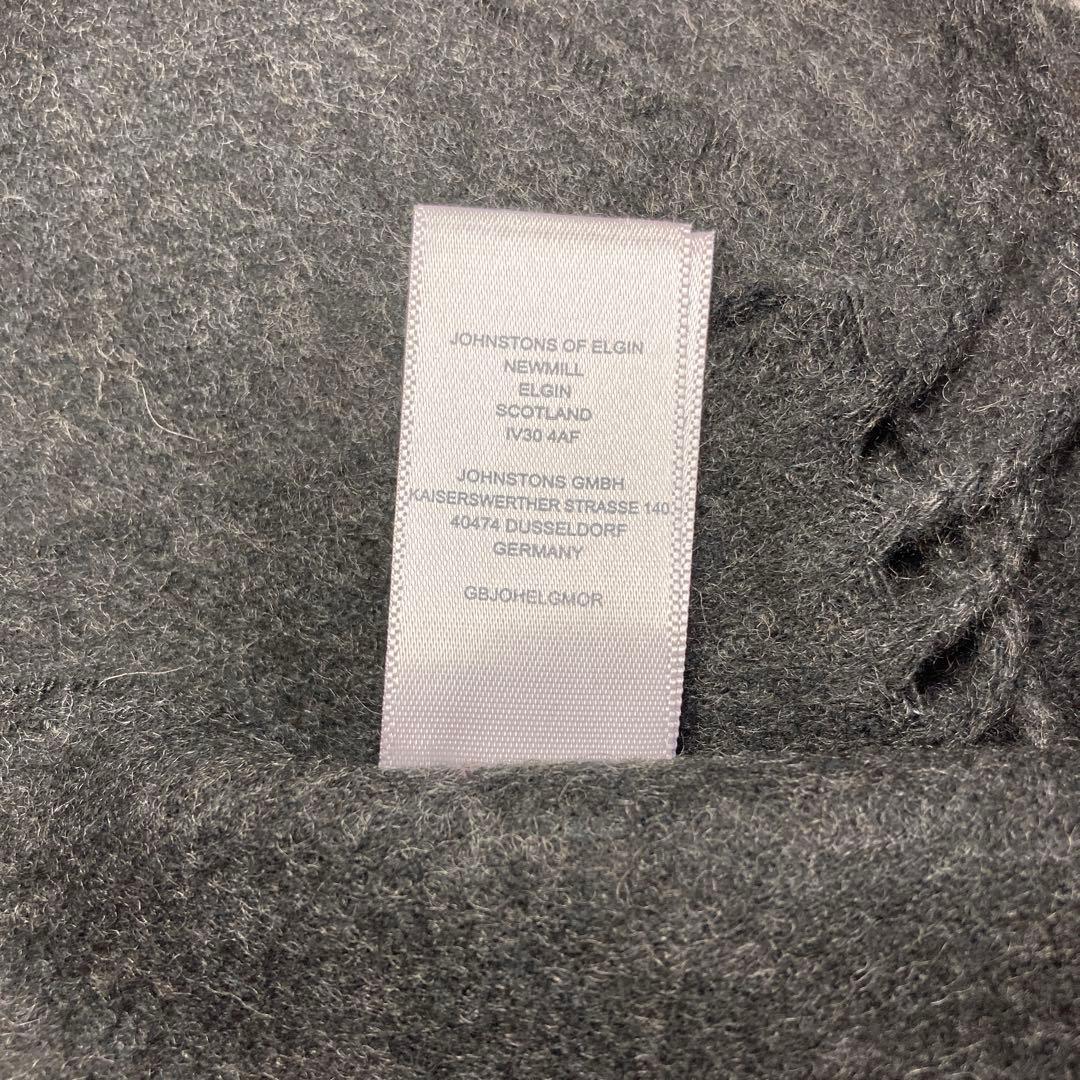 JOHNSTONS OF ELGIN
NEWMILL
ELGIN
SCOTLAND
IV30 4AF
JOHNSTONS GMBH
KAISERSWERTHER STRASSE 140
40474 DUSSELDORF
GERMANY
GBJOHELGMOR